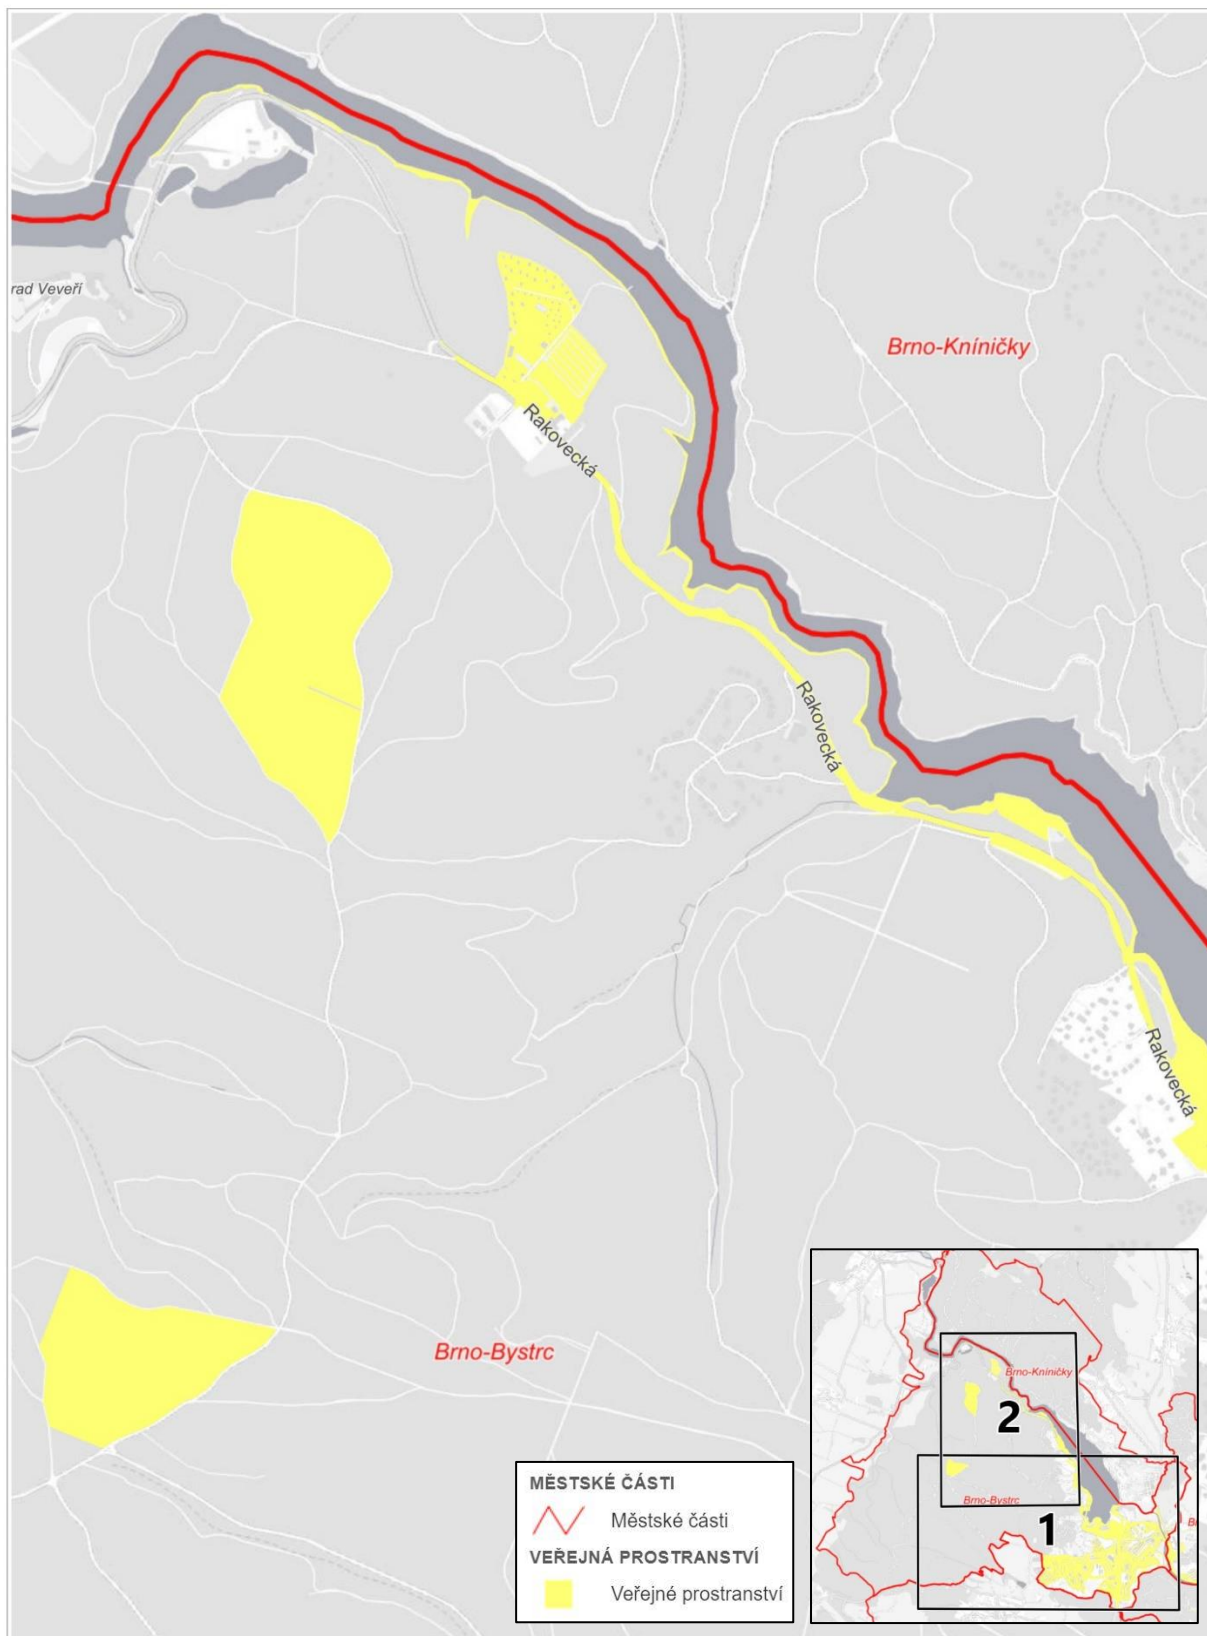 rad Veveří
Brno-Kníničky
Rakovecká
Rakovecká
Rakovecká
Brno-Bystrc
MĚSTSKÉ ČÁSTI
Městské části
VEŘEJNÁ PROSTRANSTVÍ
Veřejné prostranství
Brno-Kníničky
2
Brno-Bystrc
1
B